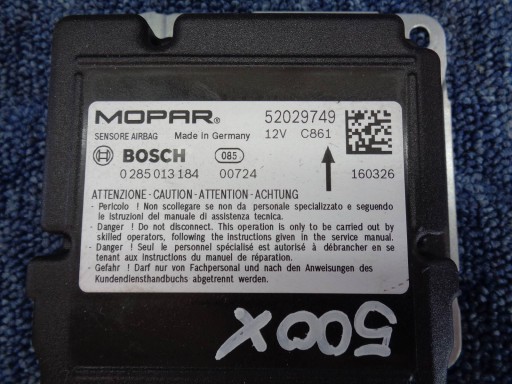 MOPAR® 52029749
SENSORE AIRBAG Made in Germany 12V C861
BOSCH 085
0 285 013 184 00724 160326
ATTENZIONE-CAUTION-ATTENTION-ACHTUNG
- Pericolo ! Non scollegare se non da personale specializzato e seguendo
le istruzioni del manuale di assistenza tecnica.
- Danger ! Do not disconnect. This operation is only to be carried out by
skilled operators, following the instructions given in the service manual.
- Danger ! Seul le personnel spécialisé est autorisé à débrancher en se
tenant aux instructions du manuel de réparation.
- Gefahr ! Darf nur von Fachpersonal und nach den Anweisungen des
Kundendiensthandbuchs abgetrennt werden.
500X